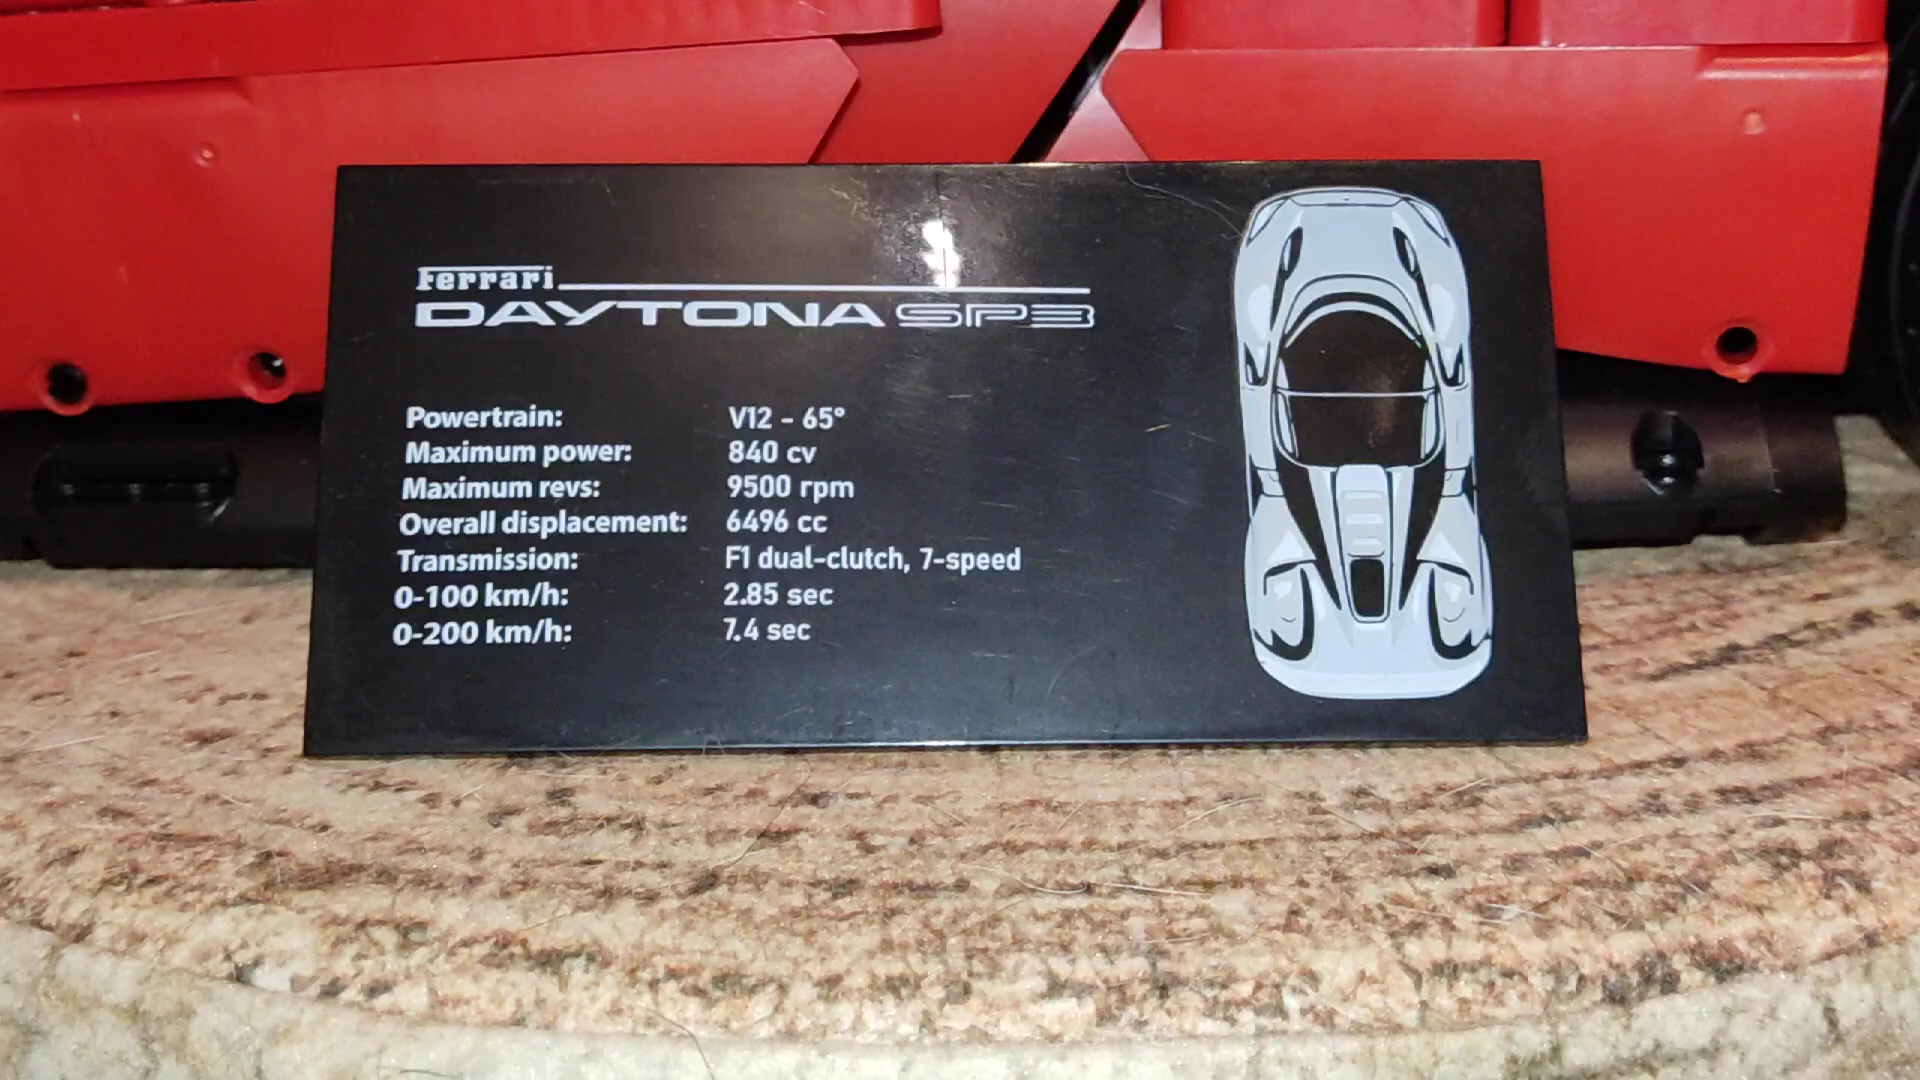 Ferrari
DAYTONA SP3
Powertrain: V12 - 65°
Maximum power: 840 cv
Maximum revs: 9500 rpm
Overall displacement: 6496 cc
Transmission: F1 dual-clutch, 7-speed
0-100 km/h: 2.85 sec
0-200 km/h: 7.4 sec